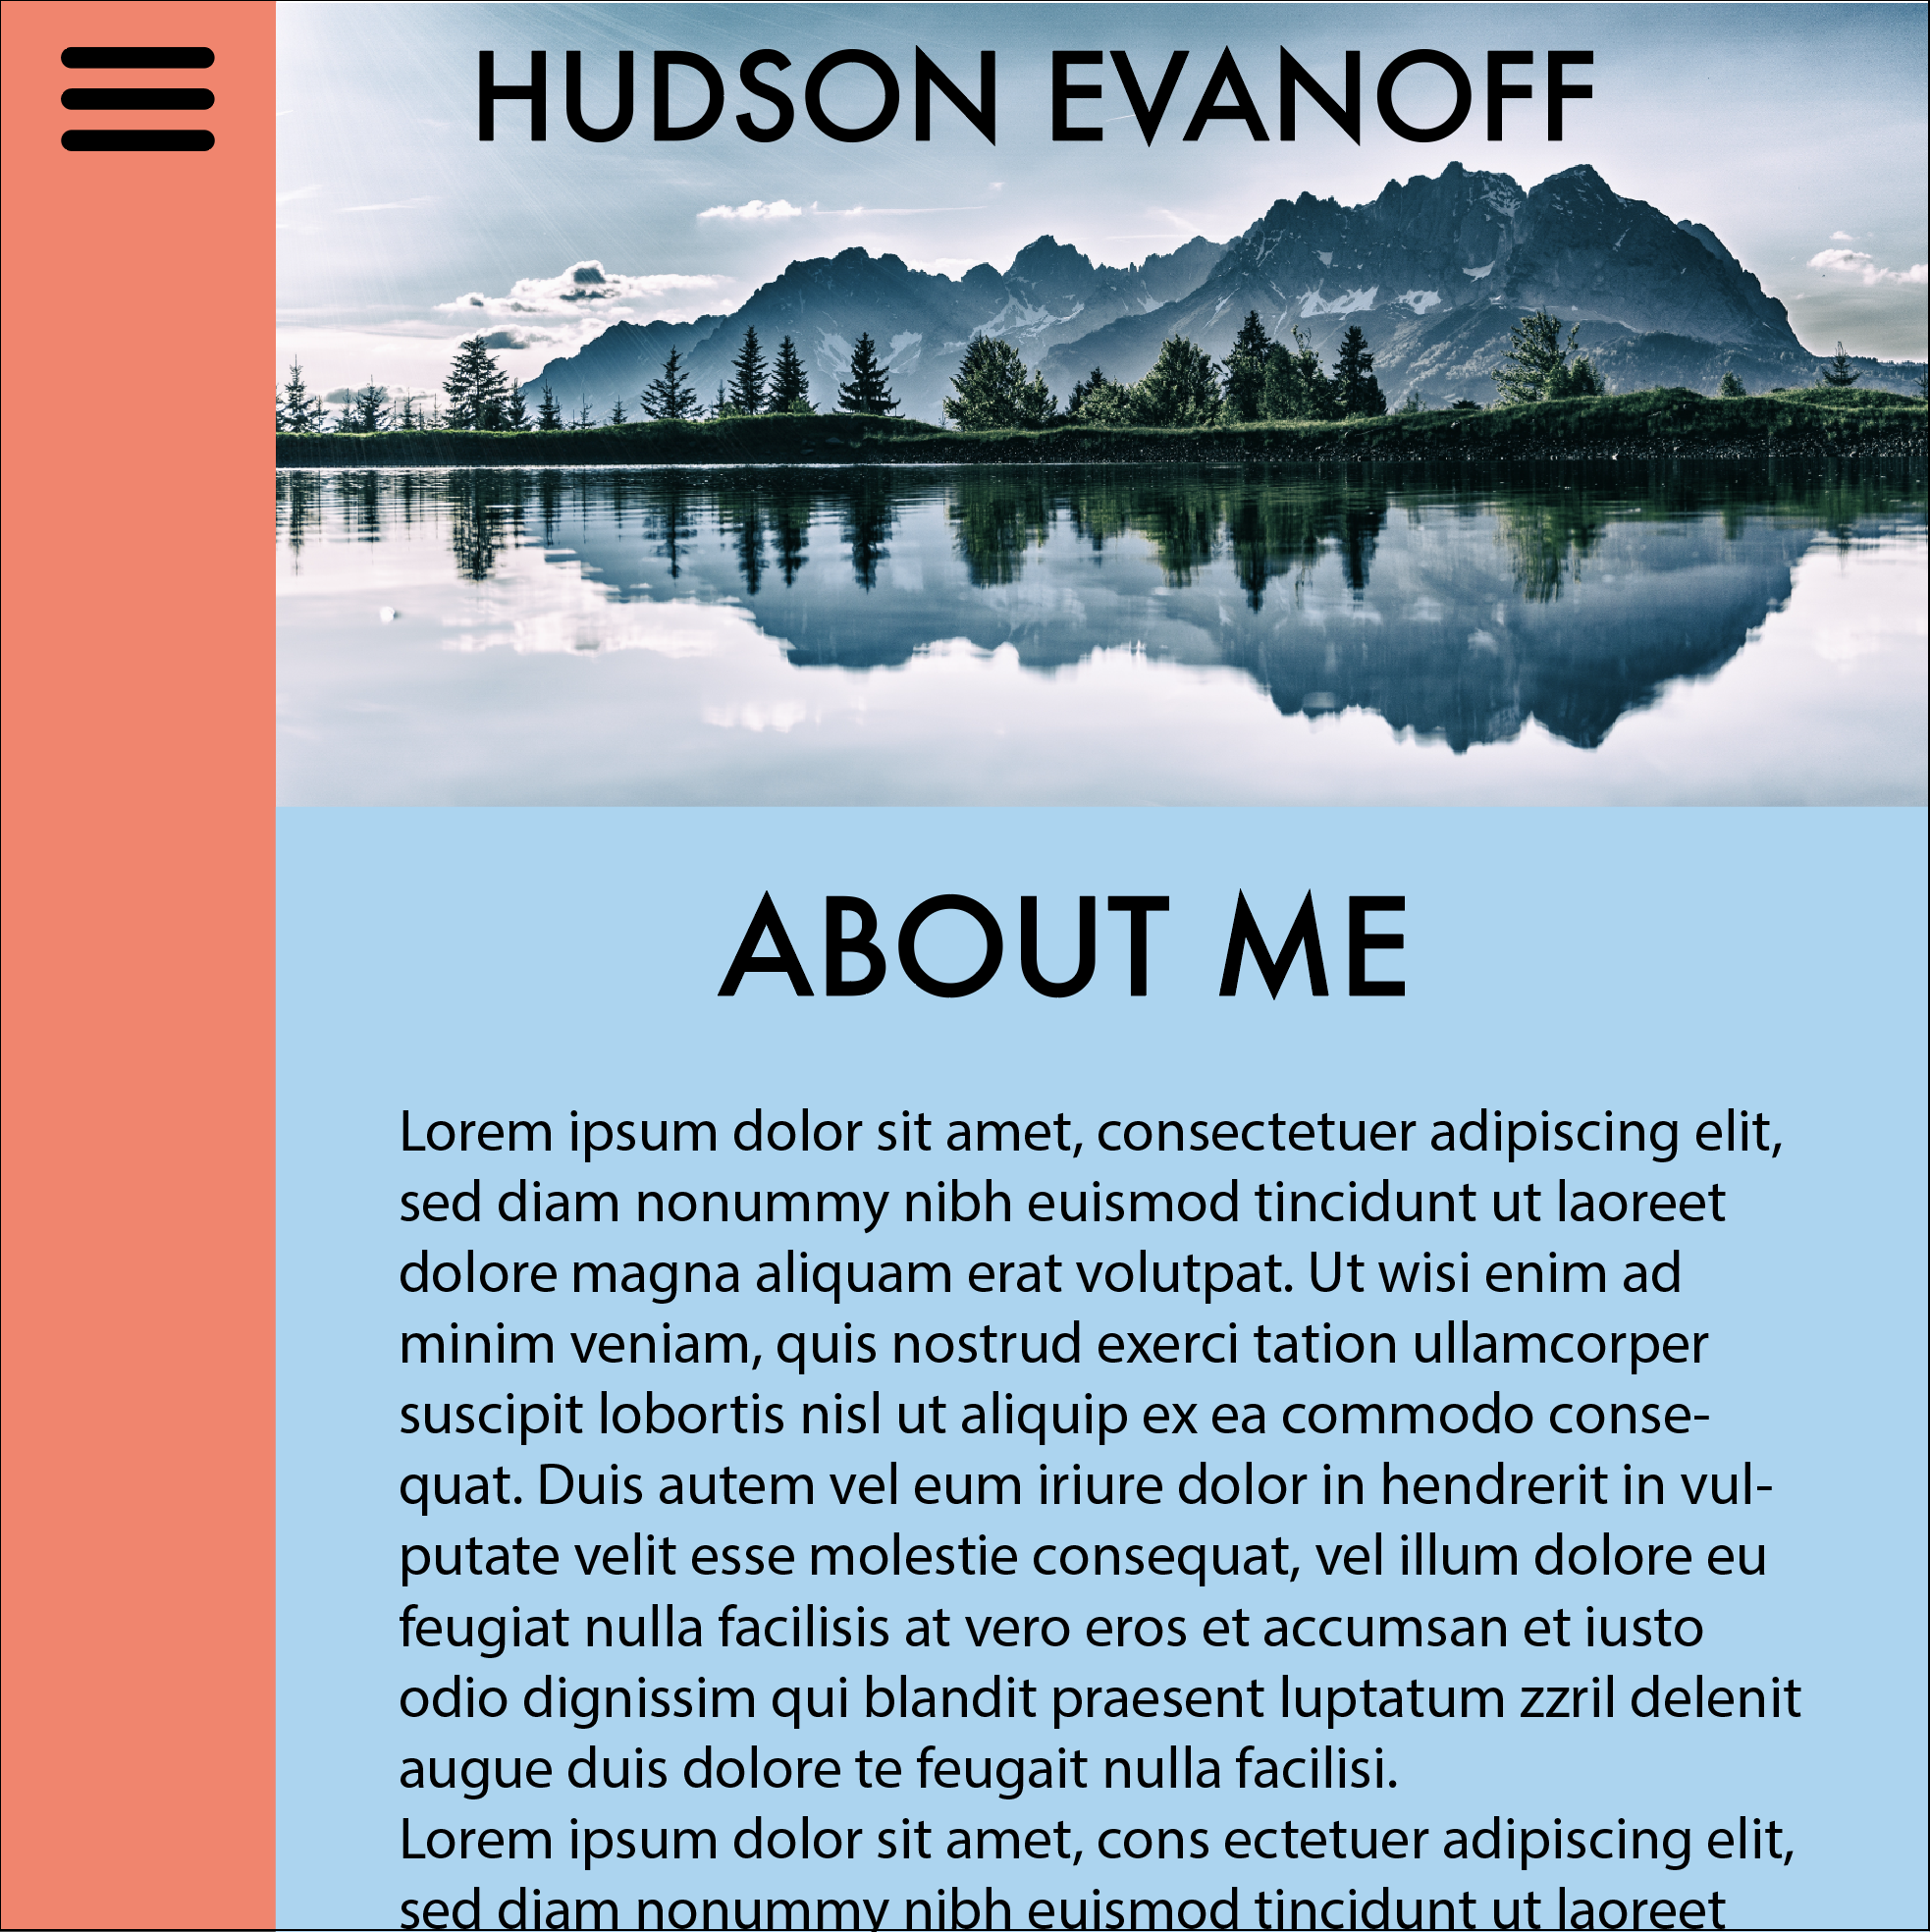 HUDSON EVANOFF
ABOUT ME
Lorem ipsum dolor sit amet, consectetuer adipiscing elit,
sed diam nonummy nibh euismod tincidunt ut laoreet
dolore magna aliquam erat volutpat. Ut wisi enim ad
minim veniam, quis nostrud exerci tation ullamcorper
suscipit lobortis nisl ut aliquip ex ea commodo conse-
quat. Duis autem vel eum iriure dolor in hendrerit in vul-
putate velit esse molestie consequat, vel illum dolore eu
feugiat nulla facilisis at vero eros et accumsan et iusto
odio dignissim qui blandit praesent luptatum zzril delenit
augue duis dolore te feugait nulla facilisi.
Lorem ipsum dolor sit amet, cons ectetuer adipiscing elit,
sed diam nonummy nibh euismod tincidunt ut laoreet